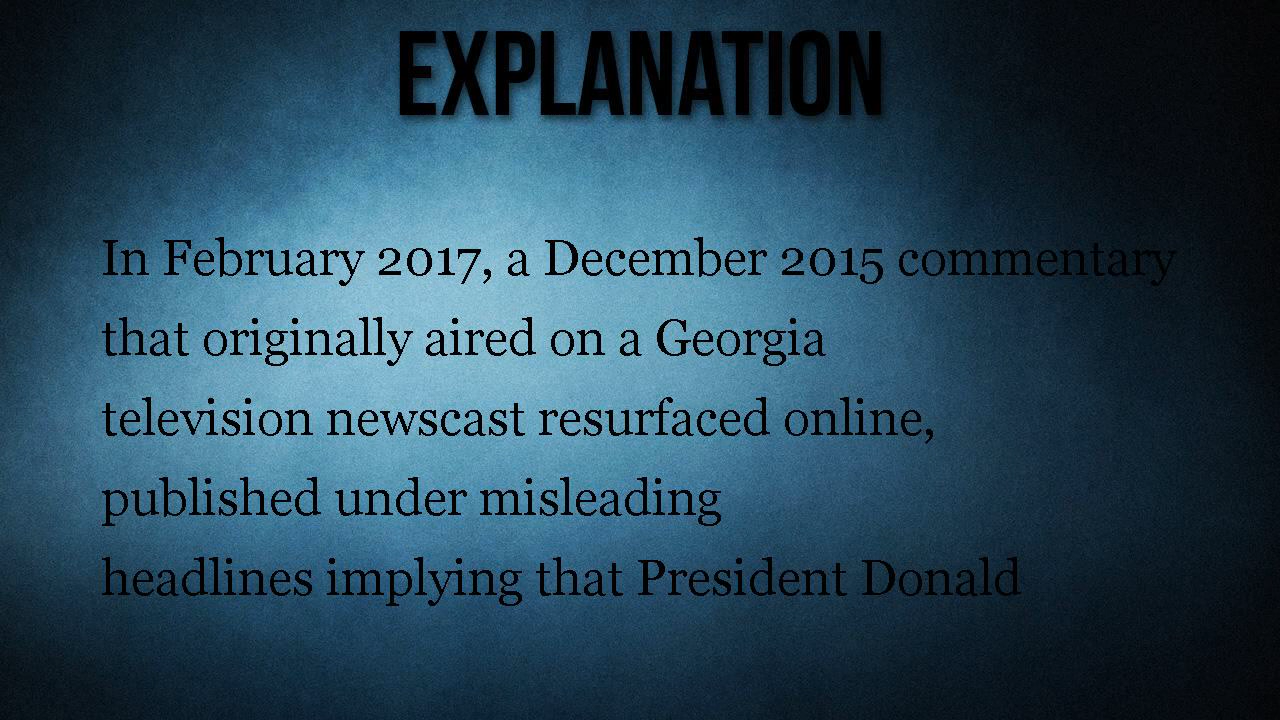 EXPLANATION
In February 2017, a December 2015 commentary
that originally aired on a Georgia
television newscast resurfaced online,
published under misleading
headlines implying that President Donald